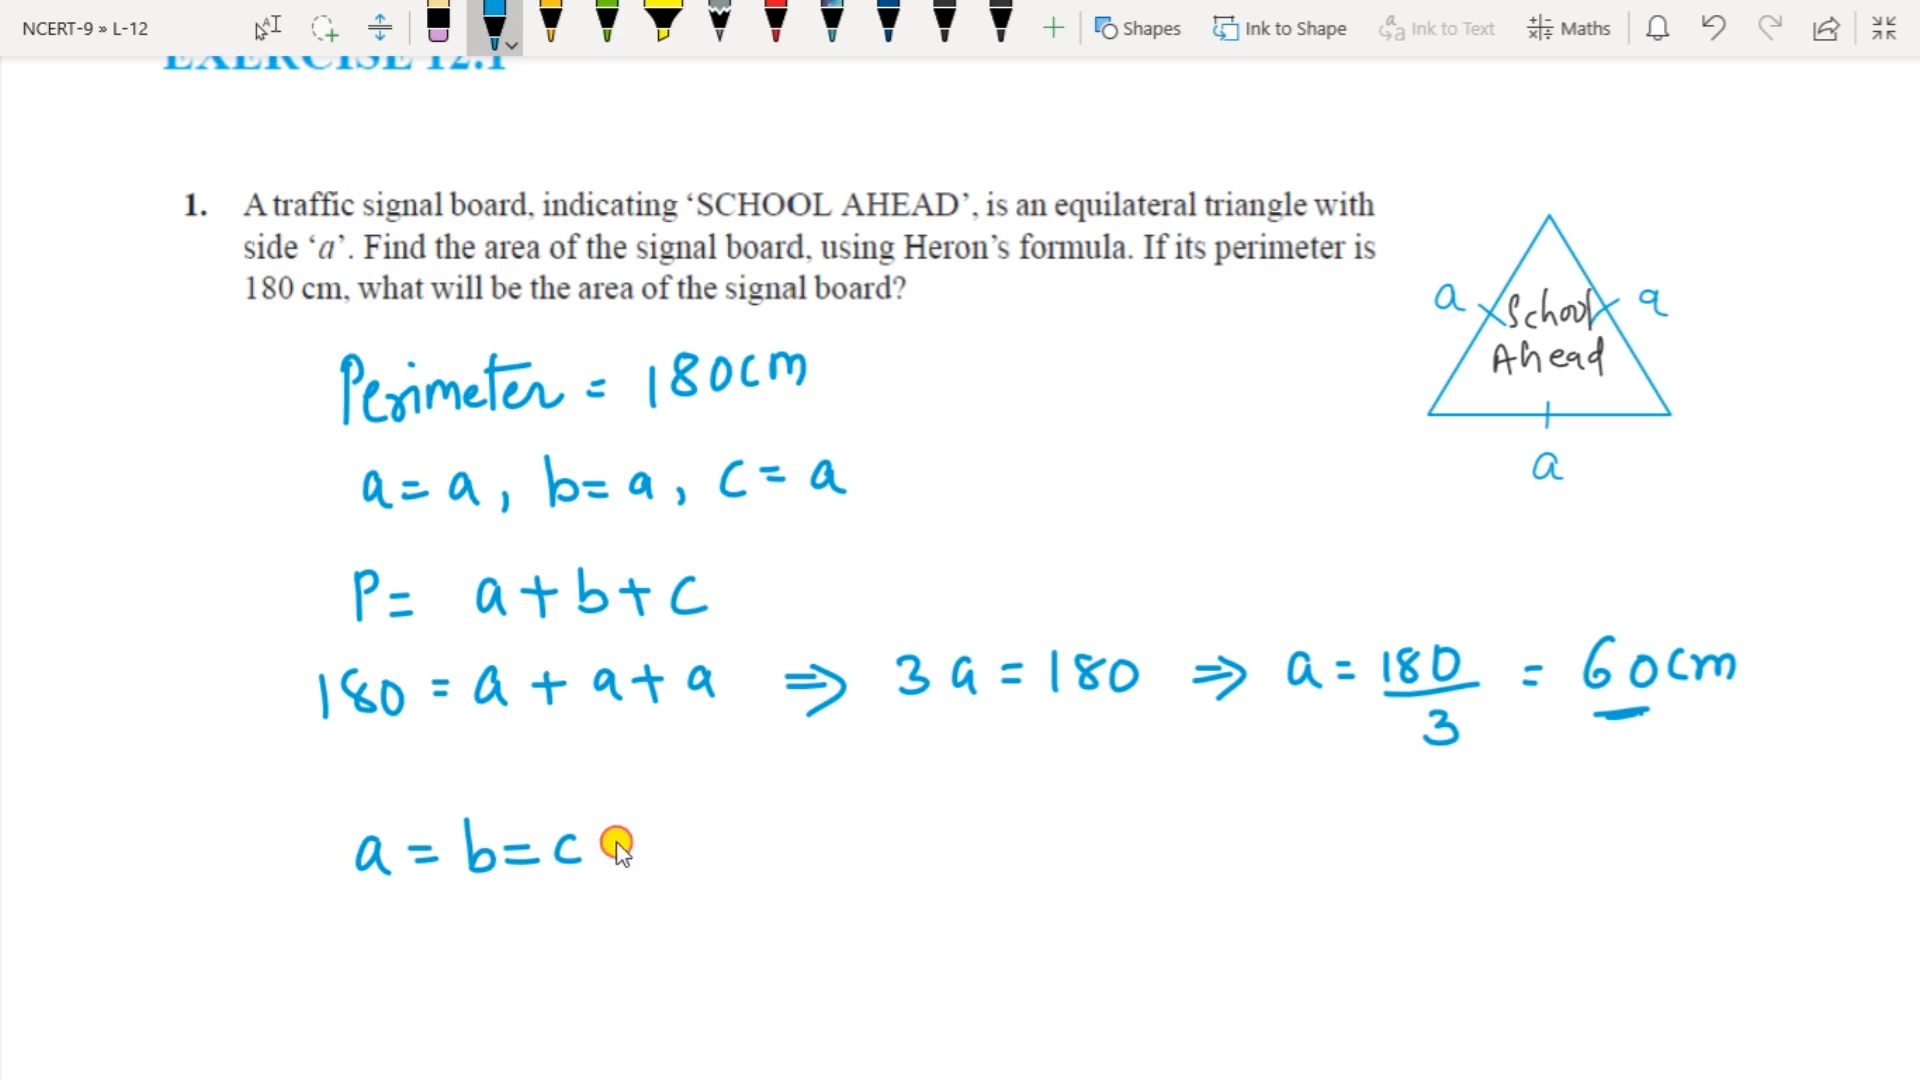 NCERT-9 » L-12
Shapes
Ink to Shape
Ink to Text
Maths
EXERCISE 12.1
1. A traffic signal board, indicating ‘SCHOOL AHEAD’, is an equilateral triangle with
side ‘a’. Find the area of the signal board, using Heron’s formula. If its perimeter is
180 cm, what will be the area of the signal board?
a School a
Ahead
a
Perimeter = 180cm
a = a, b = a, c = a
P = a + b + c
180 = a + a + a ⇒ 3a = 180 ⇒ a = 180/3 = 60cm
a = b = c